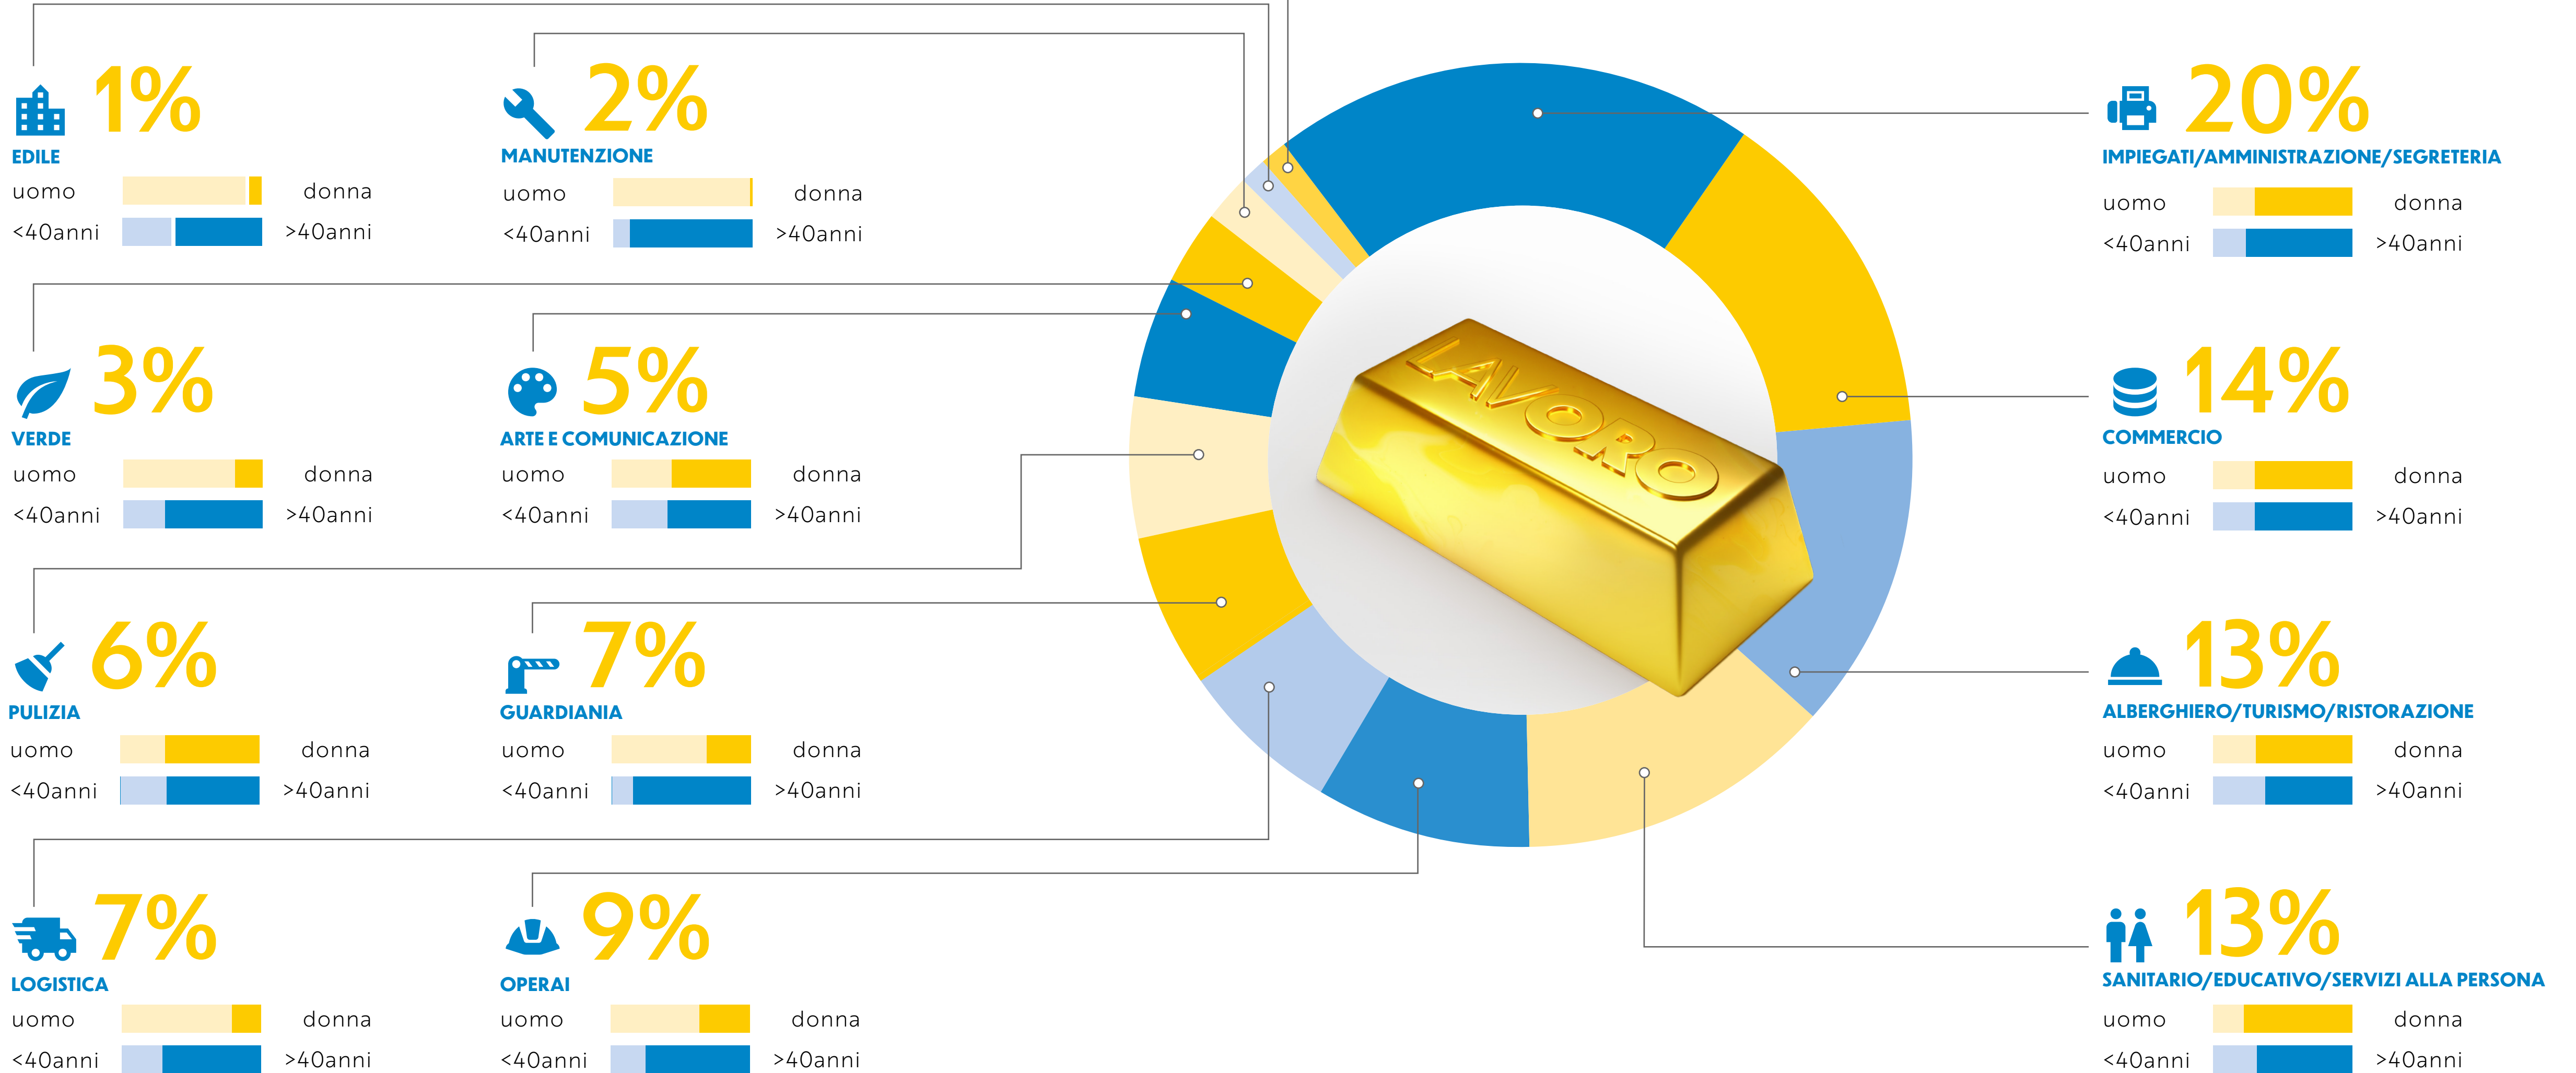 1%
EDILE
uomo donna
<40anni >40anni
2%
MANUTENZIONE
uomo donna
<40anni >40anni
3%
VERDE
uomo donna
<40anni >40anni
5%
ARTE E COMUNICAZIONE
uomo donna
<40anni >40anni
6%
PULIZIA
uomo donna
<40anni >40anni
7%
GUARDIANIA
uomo donna
<40anni >40anni
7%
LOGISTICA
uomo donna
<40anni >40anni
9%
OPERAI
uomo donna
<40anni >40anni
LAVORO
20%
IMPIEGATI/AMMINISTRAZIONE/SEGRETERIA
uomo donna
<40anni >40anni
14%
COMMERCIO
uomo donna
<40anni >40anni
13%
ALBERGHIERO/TURISMO/RISTORAZIONE
uomo donna
<40anni >40anni
13%
SANITARIO/EDUCATIVO/SERVIZI ALLA PERSONA
uomo donna
<40anni >40anni